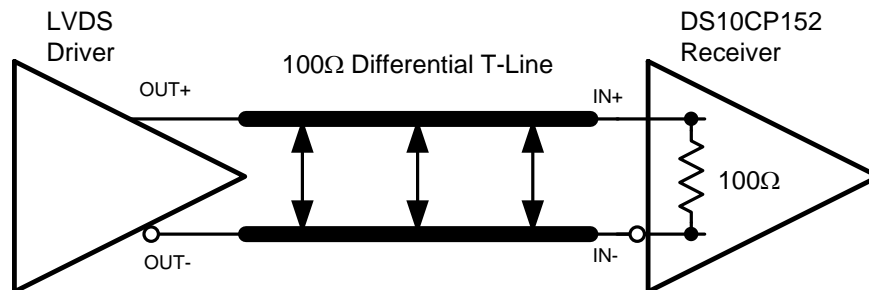 LVDS
Driver
DS10CP152
Receiver
100Ω Differential T-Line
OUT+
IN+
100Ω
OUT-
IN-